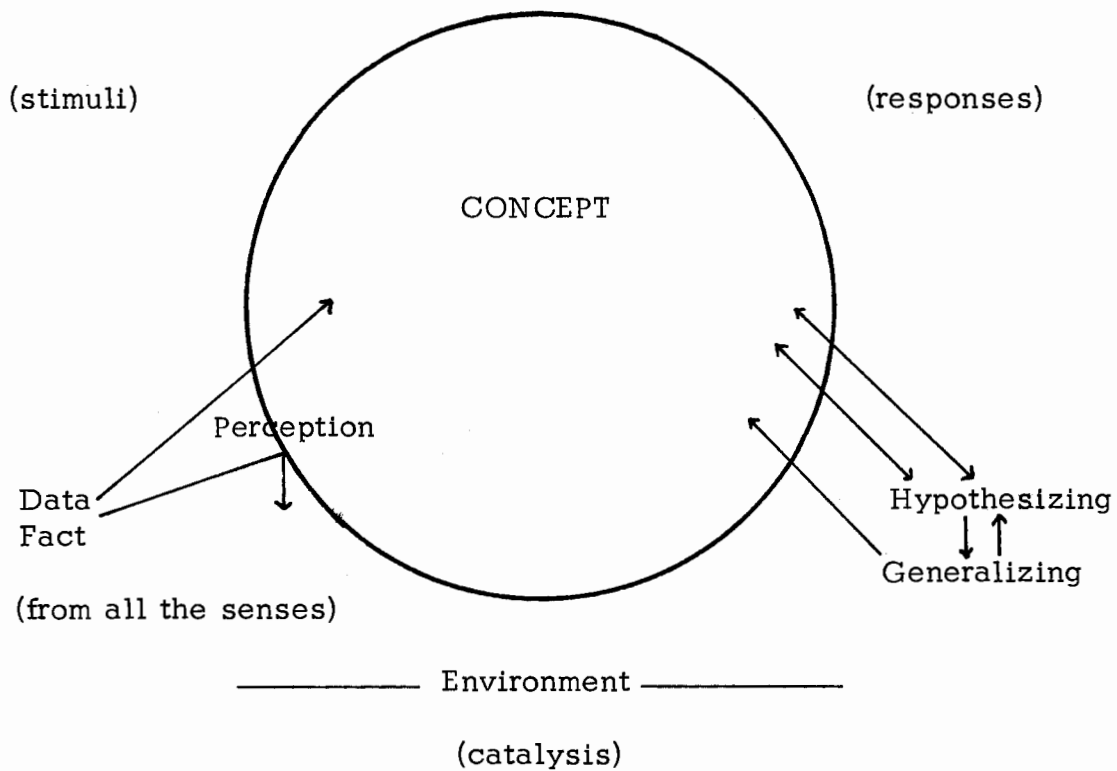 (stimuli)
(responses)
CONCEPT
Perception
Data
Fact
Hypothesizing
Generalizing
(from all the senses)
Environment
(catalysis)